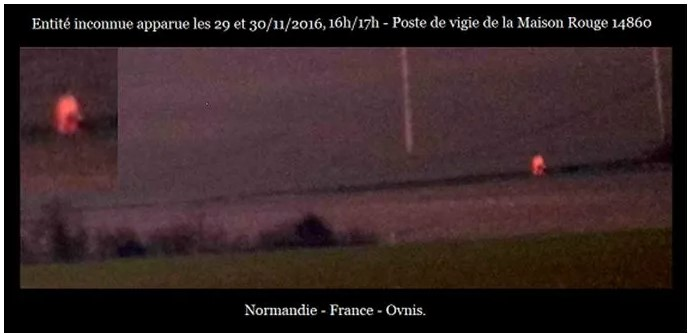 Entité inconnue apparue les 29 et 30/11/2016, 16h/17h - Poste de vigie de la Maison Rouge 14860
Normandie - France - Ovnis.